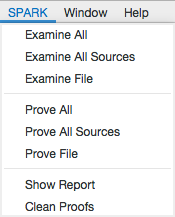 SPARK Window Help
Examine All
Examine All Sources
Examine File
Prove All
Prove All Sources
Prove File
Show Report
Clean Proofs